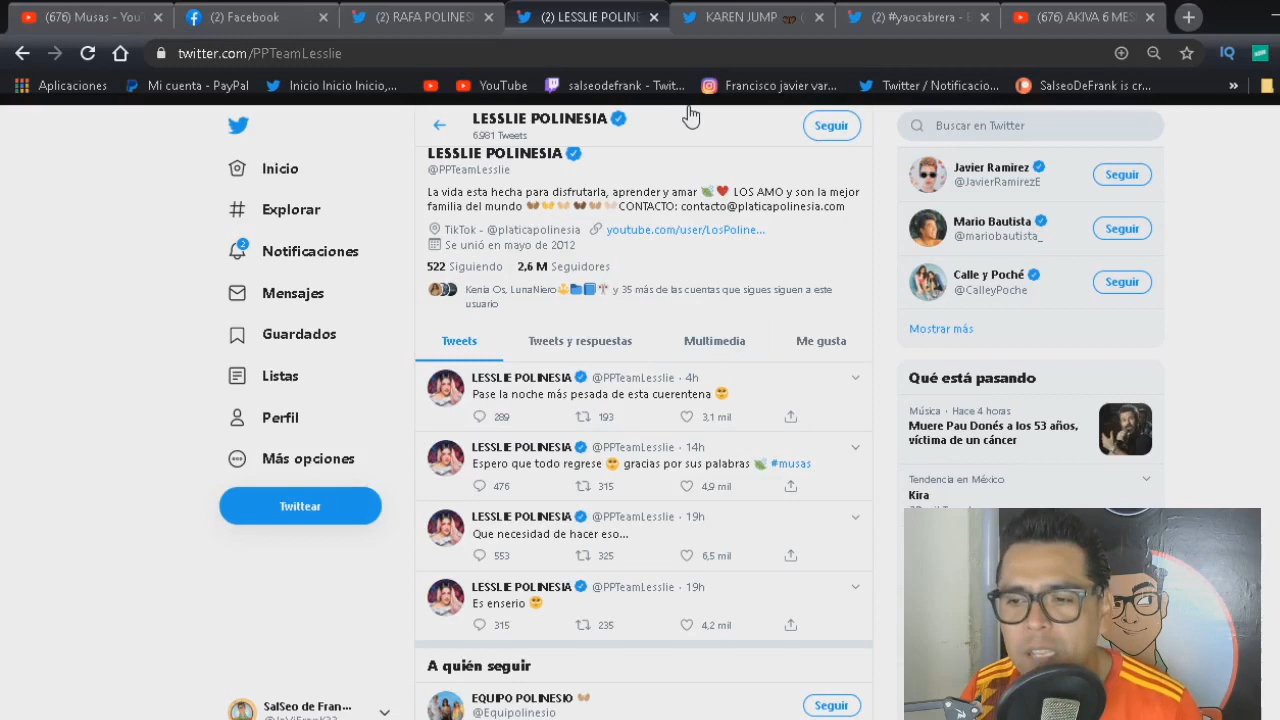 (676) Musas - YouT
(2) Facebook
(2) RAFA POLINES
(2) LESSLIE POLINE
KAREN JUMP
(2) #yaocabrera - B
(676) AKIVA 6 MES
twitter.com/PPTeamLesslie
Aplicaciones
Mi cuenta - PayPal
Inicio Inicio Inicio,...
YouTube
salseodefrank - Twit...
Francisco javier var...
Twitter / Notificacio...
SalseoDeFrank is cr...
LESSLIE POLINESIA
6.981 Tweets
Seguir
Buscar en Twitter
LESSLIE POLINESIA
@PPTeamLesslie
La vida esta hecha para disfrutarla, aprender y amar 🌿❤️ LOS AMO y son la mejor
familia del mundo 👐🏽👐👐🏼👐🏿👐🏾👐🏻CONTACTO: contacto@platicapolinesia.com
TikTok - @platicapolinesia youtube.com/user/LosPoline...
Se unió en mayo de 2012
522 Siguiendo 2,6 M Seguidores
Kenia Os, LunaNiero y 35 más de las cuentas que sigues siguen a este
usuario
Tweets
Tweets y respuestas
Multimedia
Me gusta
LESSLIE POLINESIA @PPTeamLesslie · 4h
Pase la noche más pesada de esta cuerentena 🥺
289 193 3,1 mil
LESSLIE POLINESIA @PPTeamLesslie · 14h
Espero que todo regrese 🥺 gracias por sus palabras 🌿 #musas
476 315 4,9 mil
LESSLIE POLINESIA @PPTeamLesslie · 19h
Que necesidad de hacer eso...
553 325 6,5 mil
LESSLIE POLINESIA @PPTeamLesslie · 19h
Es enserio 🥺
315 235 4,2 mil
A quién seguir
EQUIPO POLINESIO
@Equipolinesio
Seguir
Inicio
Explorar
2
Notificaciones
Mensajes
Guardados
Listas
Perfil
Más opciones
Twittear
SalSeo de Fran...
Javier Ramirez
@JavierRamirezE
Seguir
Mario Bautista
@mariobautista_
Seguir
Calle y Poché
@CalleyPoche
Seguir
Mostrar más
Qué está pasando
Música · Hace 4 horas
Muere Pau Donés a los 53 años,
víctima de un cáncer
Tendencia en México
Kira